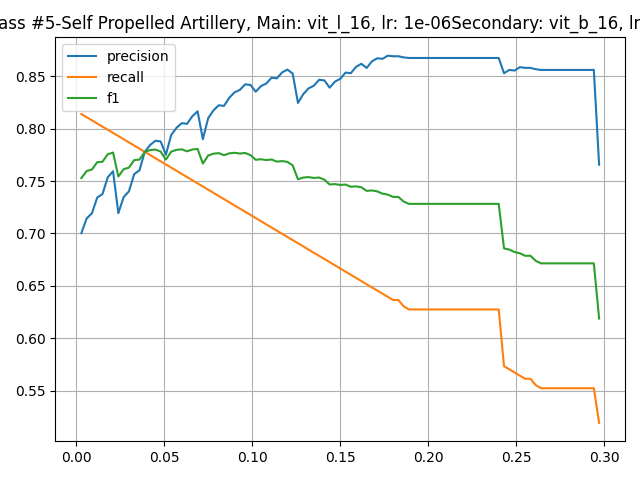 ass #5-Self Propelled Artillery, Main: vit_l_16, lr: 1e-06Secondary: vit_b_16, lr
precision
recall
f1
0.85
0.80
0.75
0.70
0.65
0.60
0.55
0.00 0.05 0.10 0.15 0.20 0.25 0.30